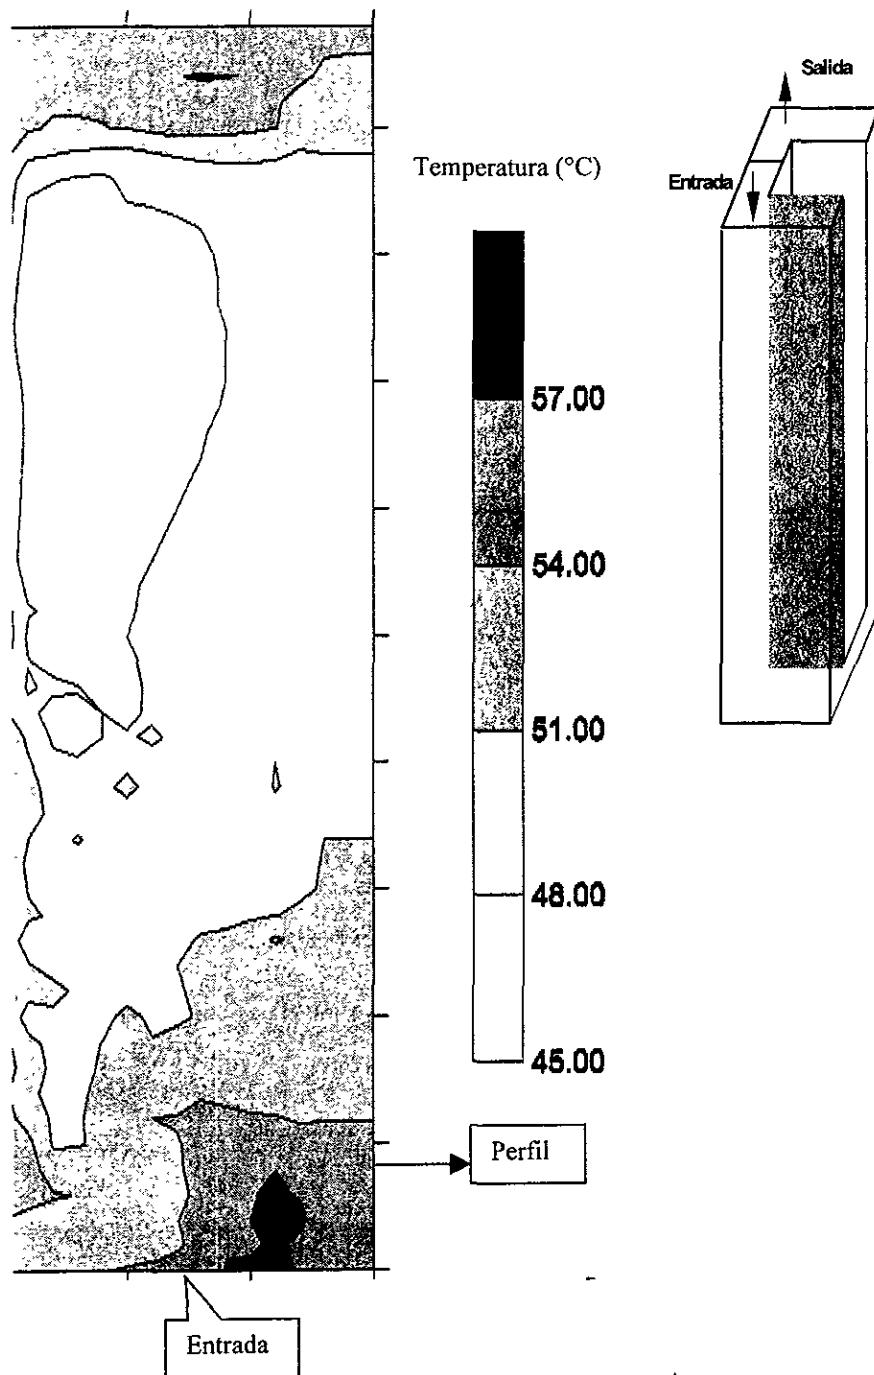 Salida
Temperatura (°C)
Entrada
57.00
54.00
51.00
48.00
45.00
Perfil
Entrada